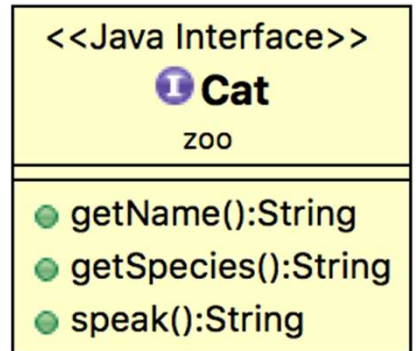 <<Java Interface>>
I Cat
zoo
getName():String
getSpecies():String
speak():String